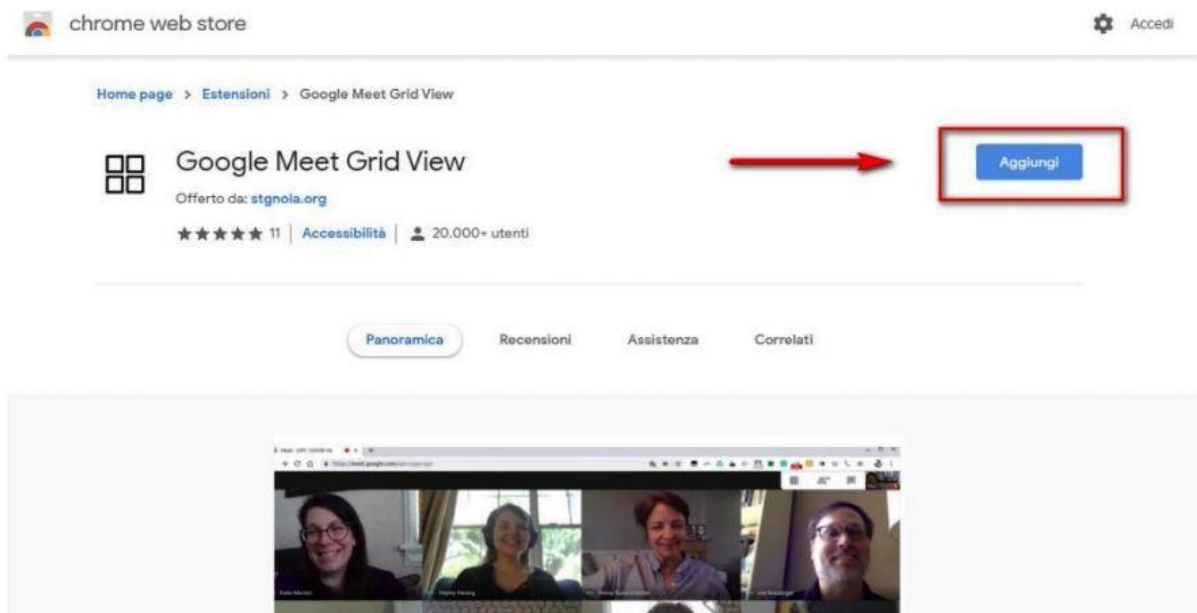 chrome web store
Accedi
Home page > Estensioni > Google Meet Grid View
Google Meet Grid View
Aggiungi
Offerto da: stgnola.org
11 | Accessibilità | 20.000+ utenti
Panoramica Recensioni Assistenza Correlati